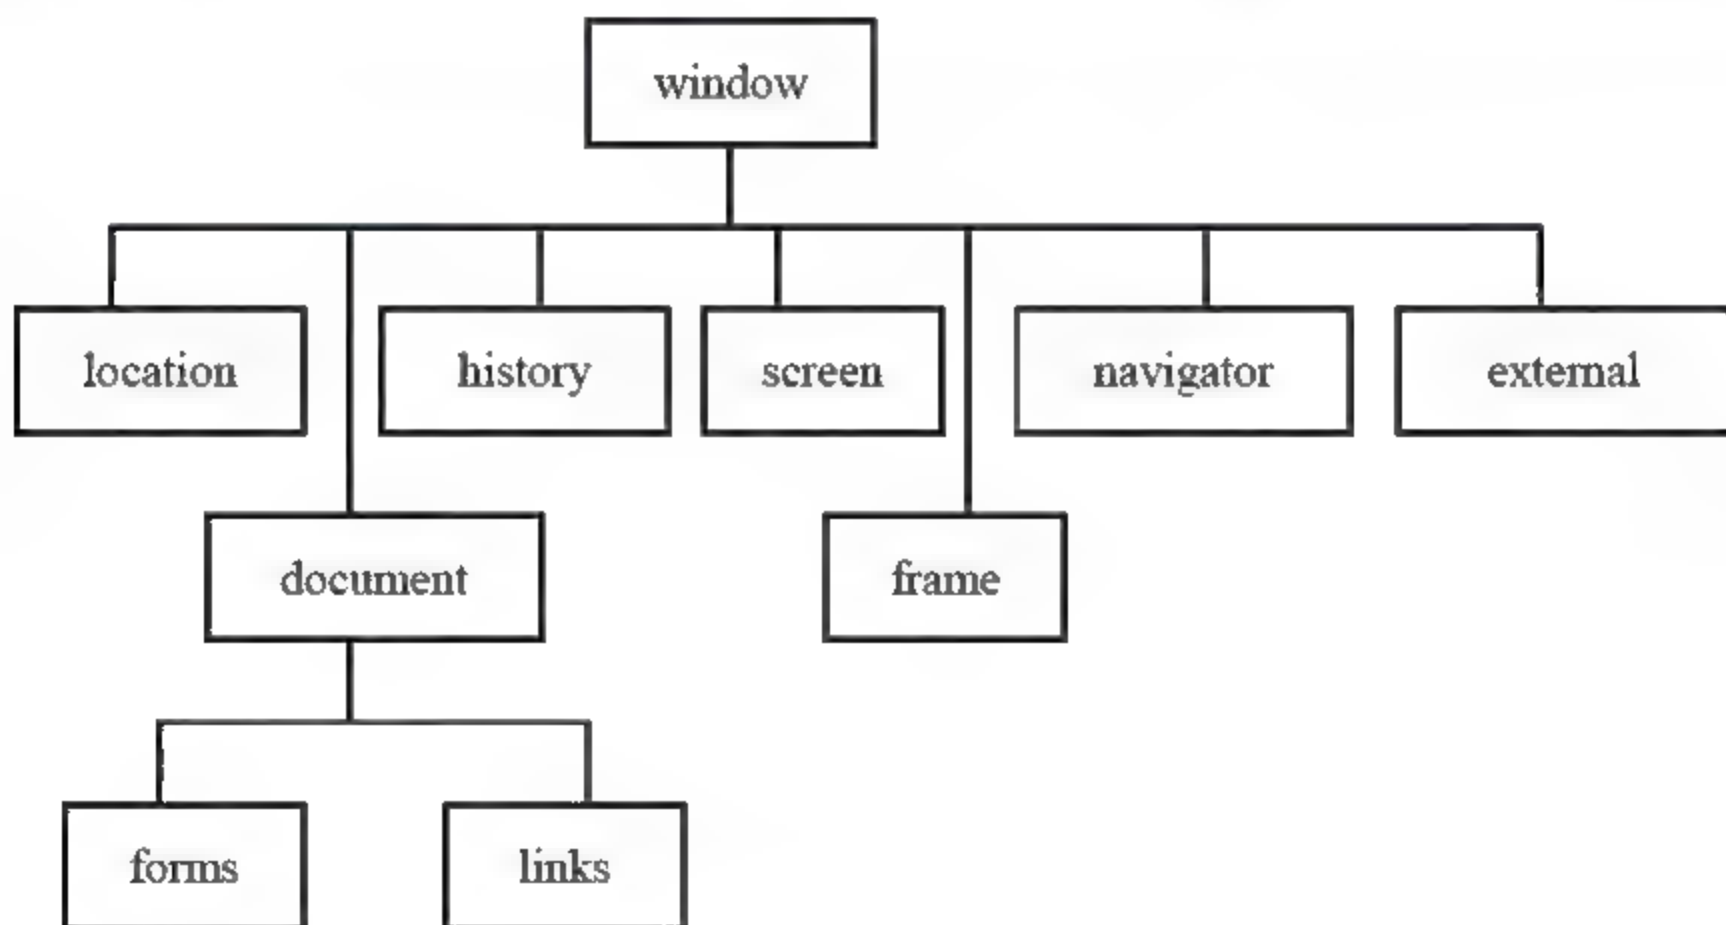 window
location
history
screen
navigator
external
document
frame
forms
links